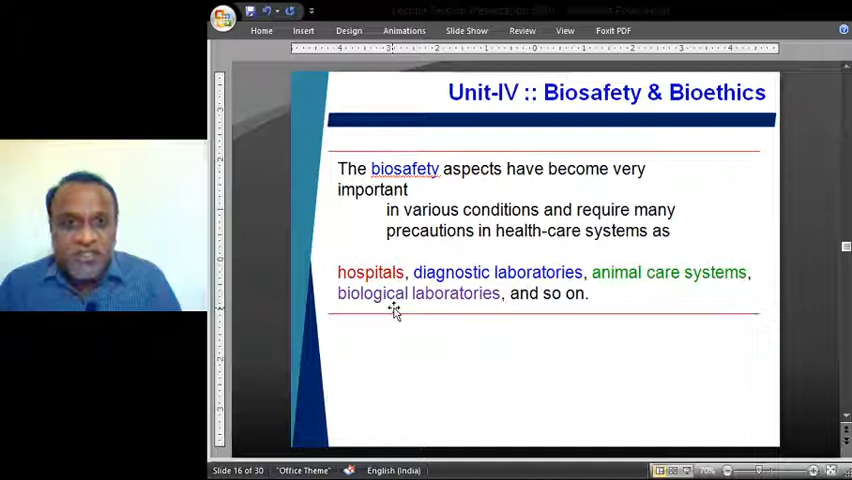 Home Insert Design Animations Slide Show Review View Foxit PDF
Unit-IV :: Biosafety & Bioethics
The biosafety aspects have become very
important
in various conditions and require many
precautions in health-care systems as
hospitals, diagnostic laboratories, animal care systems,
biological laboratories, and so on.
Slide 16 of 30 "Office Theme" English (India) 70%